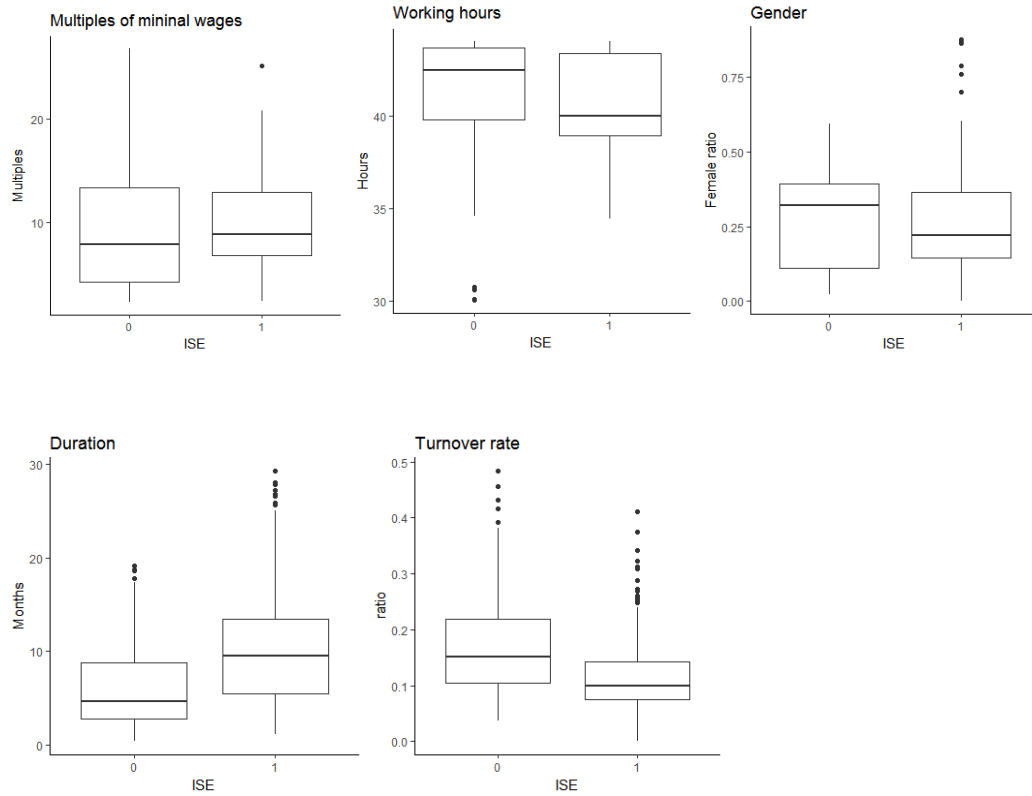 Multiples of mininal wages
Multiples
20
10
0
1
ISE
Working hours
Hours
40
35
30
0
1
ISE
Gender
Female ratio
0.75
0.50
0.25
0.00
0
1
ISE
Duration
Months
30
20
10
0
0
1
ISE
Turnover rate
ratio
0.5
0.4
0.3
0.2
0.1
0.0
0
1
ISE